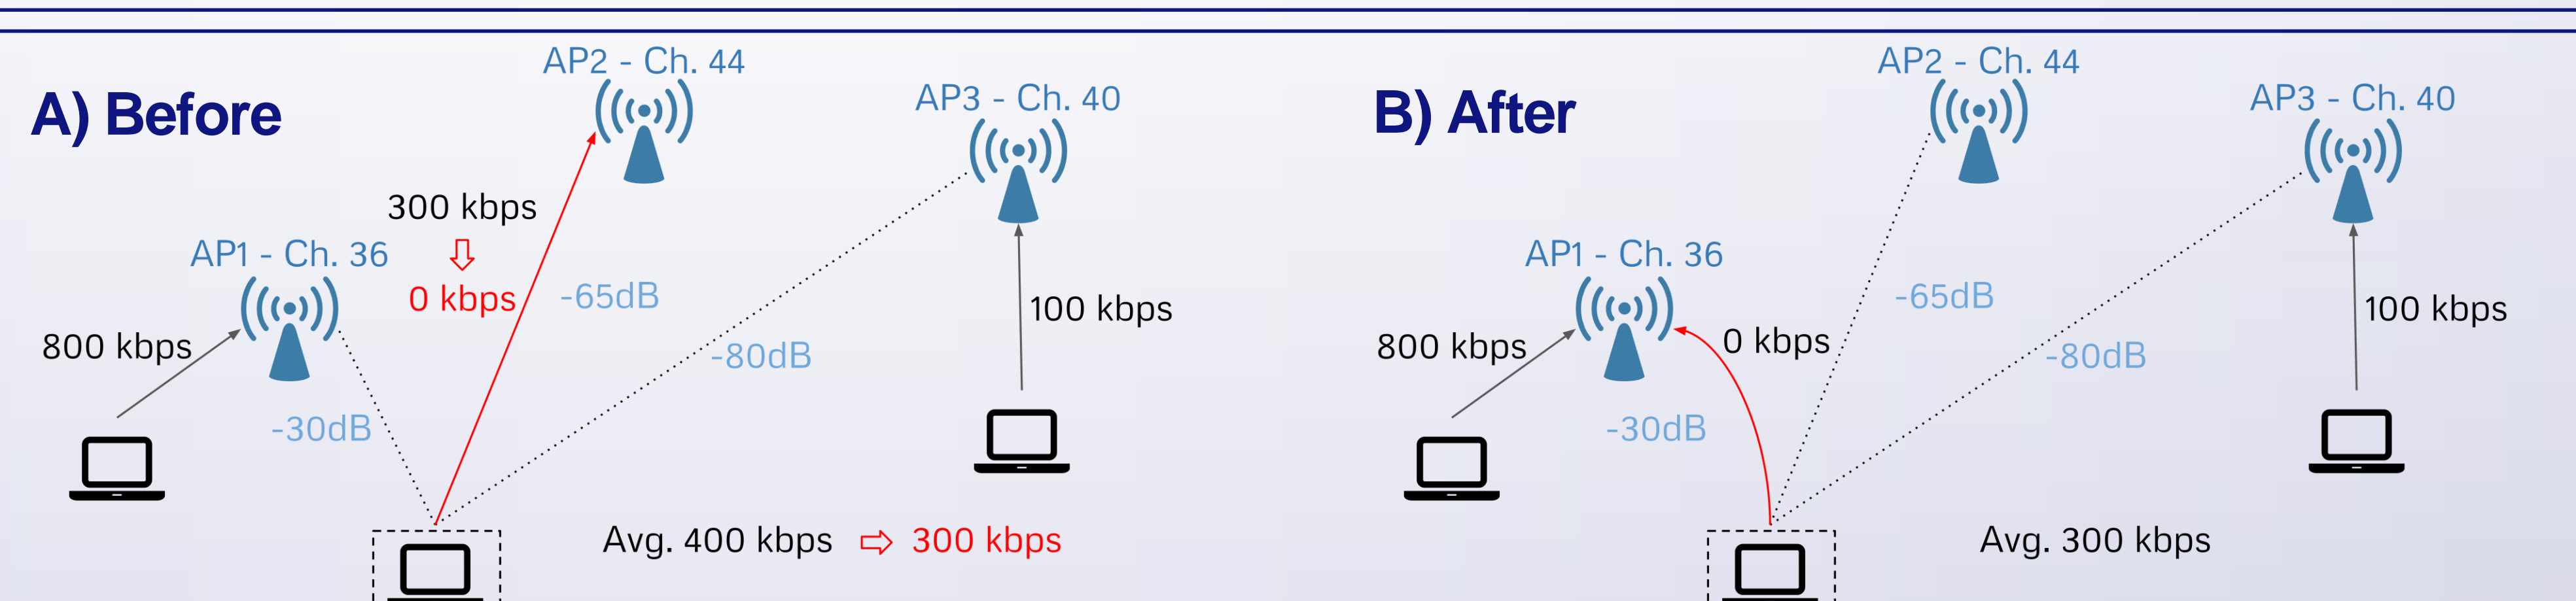 A) Before
AP2 - Ch. 44
AP3 - Ch. 40
300 kbps
AP1 - Ch. 36
0 kbps
-65dB
100 kbps
800 kbps
-80dB
-30dB
Avg. 400 kbps ⇨ 300 kbps
B) After
AP2 - Ch. 44
AP3 - Ch. 40
AP1 - Ch. 36
-65dB
100 kbps
800 kbps
0 kbps
-80dB
-30dB
Avg. 300 kbps